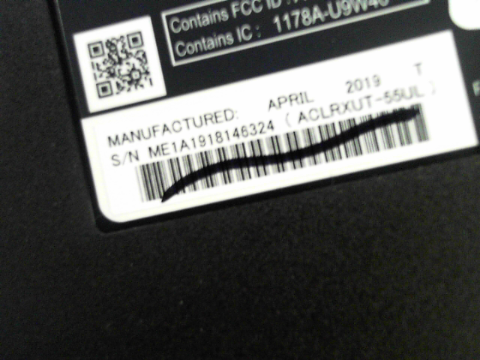 Contains FCC ID :
Contains IC : 1178A-U9W40
MANUFACTURED: APRIL 2019 T
S/N ME1A1918146324 ( ACLRXUT-55UL )